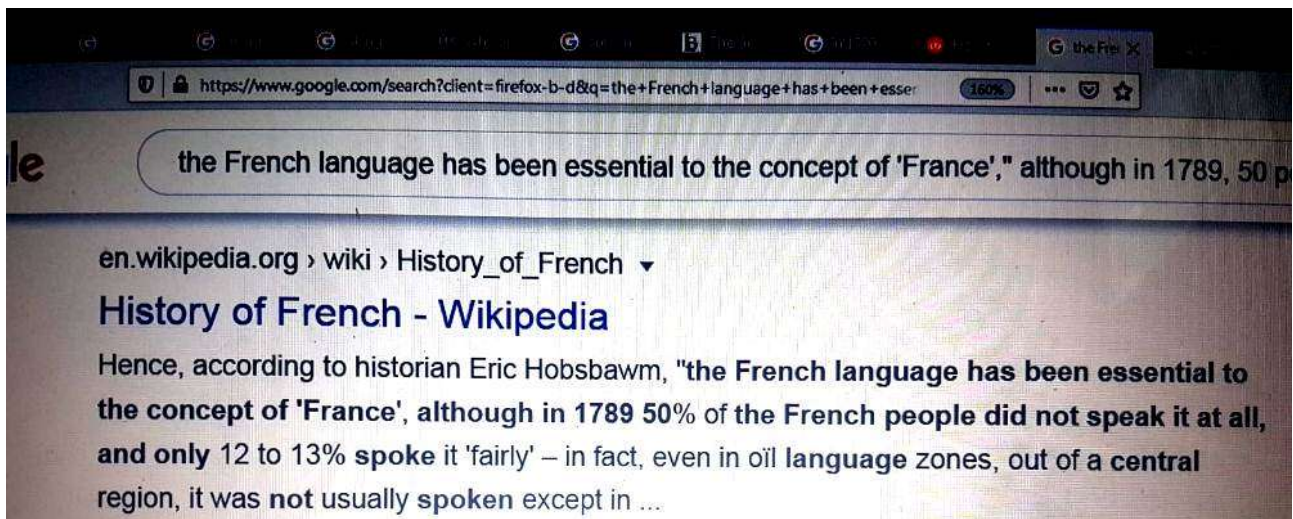 G the Fre
https://www.google.com/search?client=firefox-b-d&q=the+French+language+has+been+esser
160%
le
the French language has been essential to the concept of 'France'," although in 1789, 50 p
en.wikipedia.org › wiki › History_of_French
History of French - Wikipedia
Hence, according to historian Eric Hobsbawm, "the French language has been essential to
the concept of 'France', although in 1789 50% of the French people did not speak it at all,
and only 12 to 13% spoke it 'fairly' – in fact, even in oïl language zones, out of a central
region, it was not usually spoken except in ...